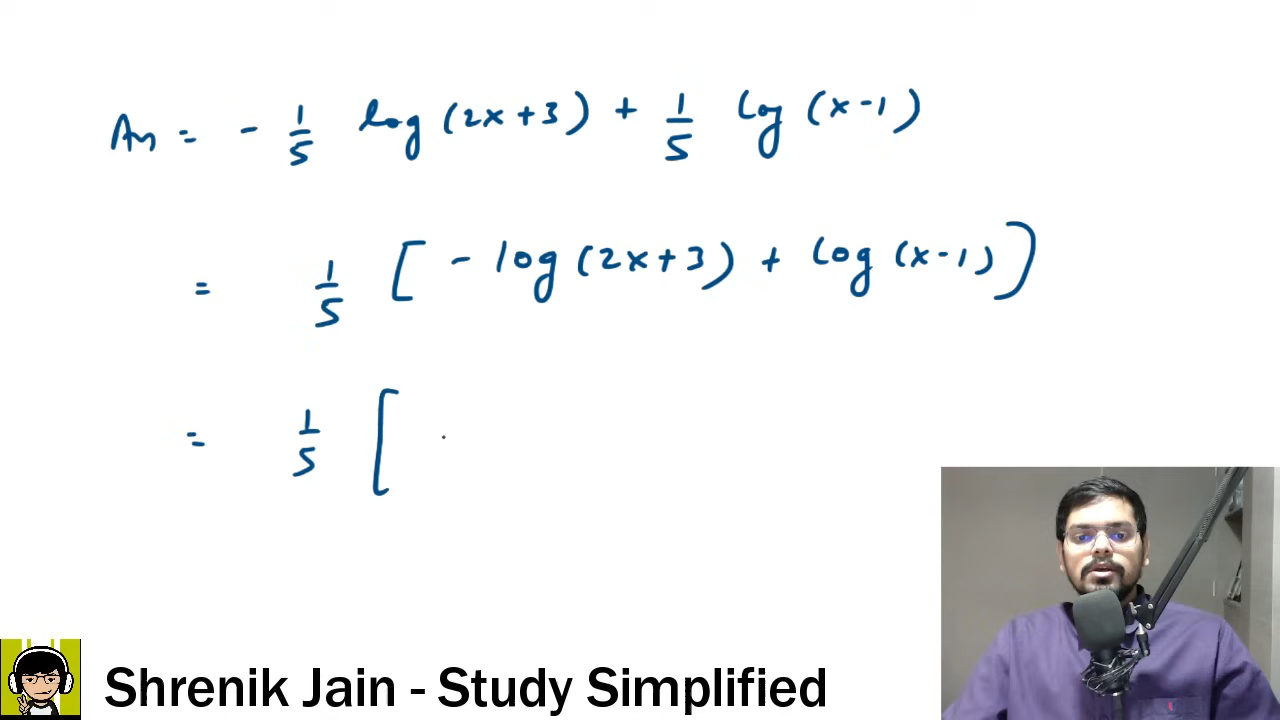 An = - 1/5 log (2x+3) + 1/5 log (x-1)
= 1/5 [ - log (2x+3) + log (x-1) ]
= 1/5 [
Shrenik Jain - Study Simplified